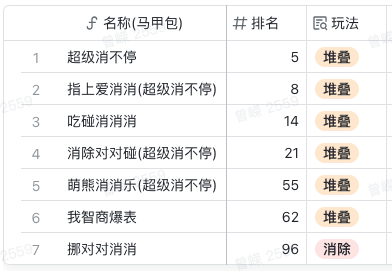 名称(马甲包) 排名 玩法
1 超级消不停 5 堆叠
2 指上爱消消(超级消不停) 8 堆叠
3 吃碰消消消 14 堆叠
4 消除对对碰(超级消不停) 21 堆叠
5 萌熊消消乐(超级消不停) 55 堆叠
6 我智商爆表 62 堆叠
7 挪对对消消 96 消除
曾嵘 2559